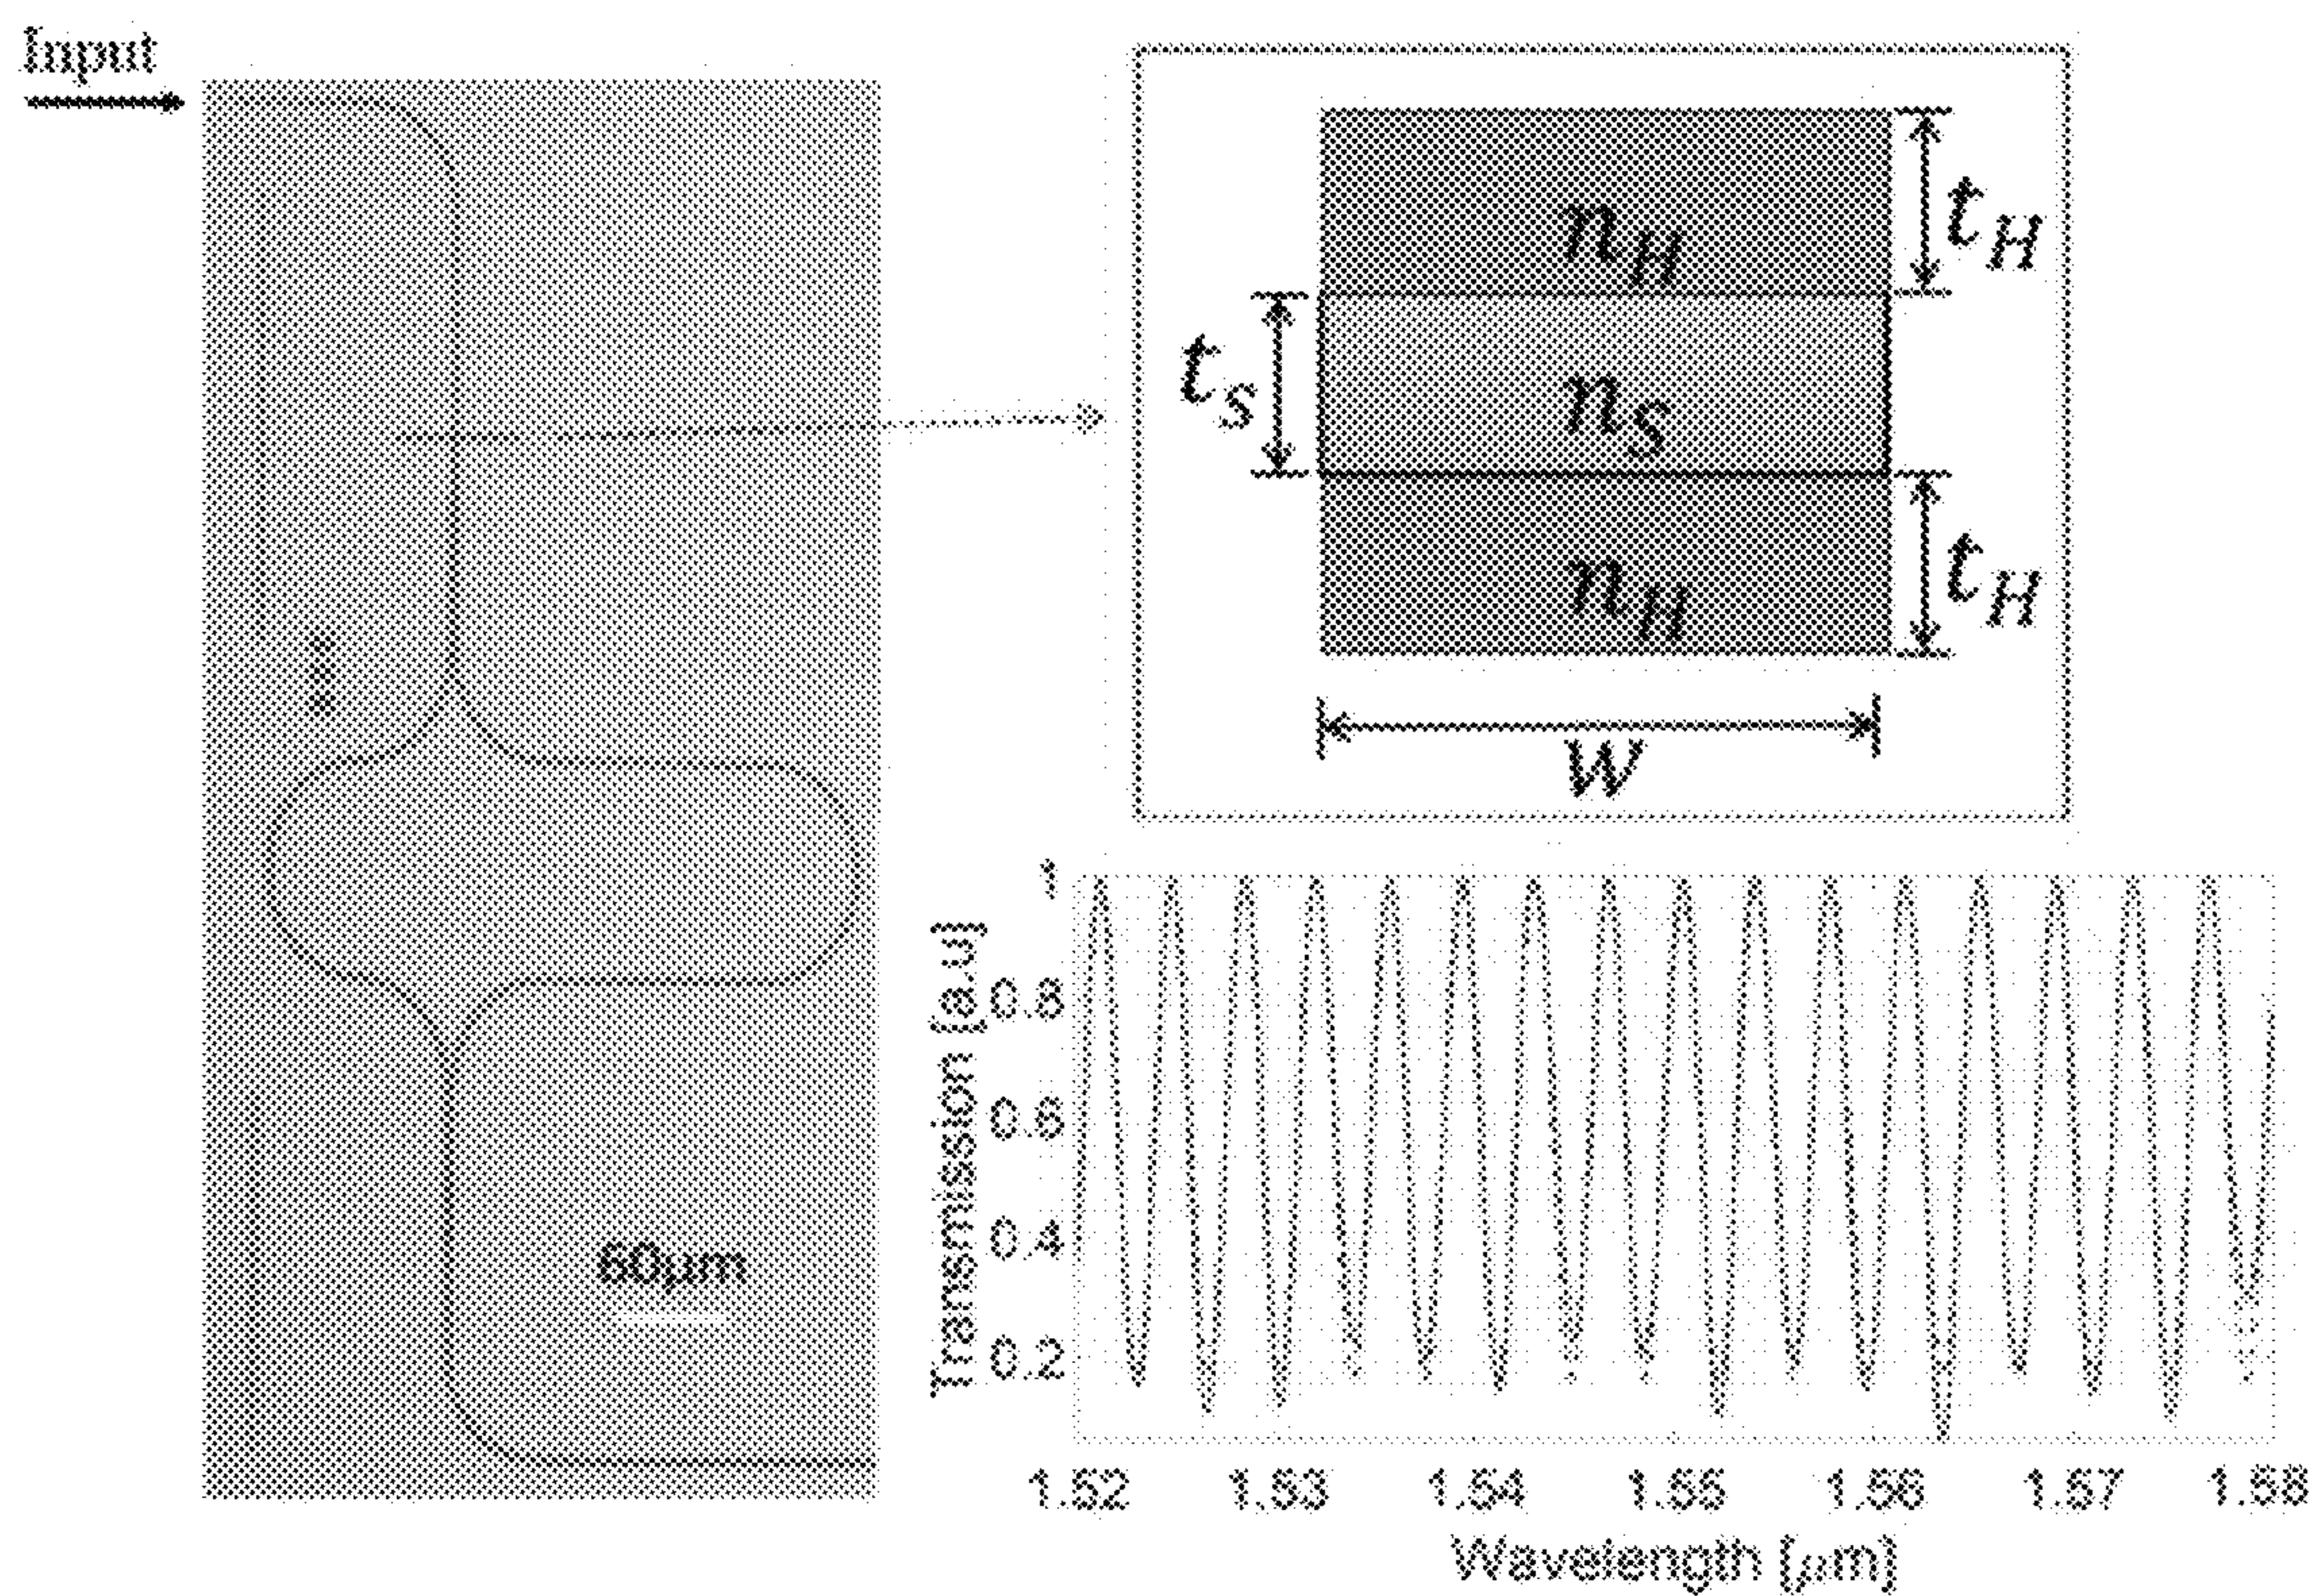 Input
60μm
n_H
t_H
t_S
n_S
n_H
t_H
W
Transmission [a.u]
1
0.8
0.6
0.4
0.2
1.52 1.53 1.54 1.55 1.56 1.57 1.58
Wavelength [μm]